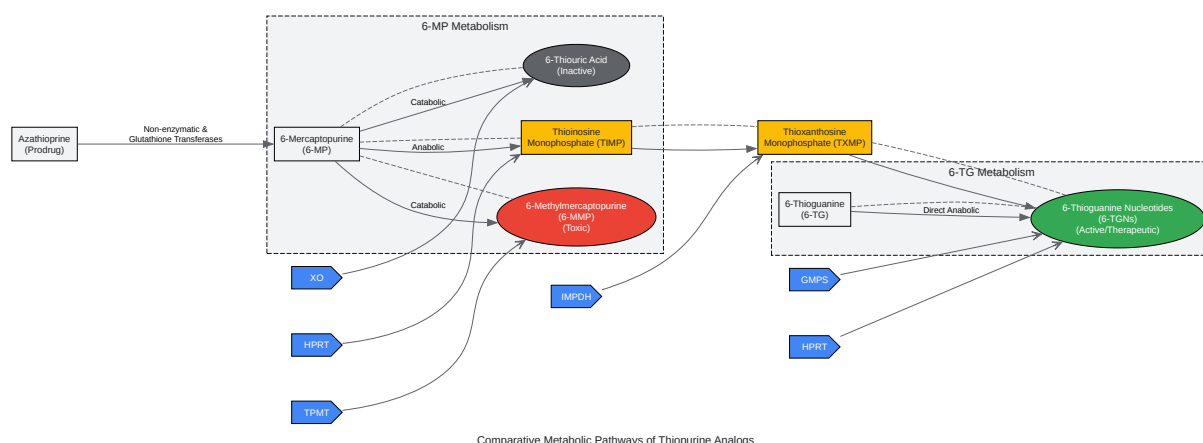 6-MP Metabolism
6-Thiouric Acid
(Inactive)
Catabolic
Azathioprine
(Prodrug)
Non-enzymatic &
Glutathione Transferases
6-Mercaptopurine
(6-MP)
Anabolic
Thioinosine
Monophosphate (TIMP)
Thioxanthosine
Monophosphate (TXMP)
Catabolic
6-Methylmercaptopurine
(6-MMP)
(Toxic)
6-TG Metabolism
6-Thioguanine
(6-TG)
Direct Anabolic
6-Thioguanine Nucleotides
(6-TGNs)
(Active/Therapeutic)
XO
IMPDH
GMPS
HPRT
HPRT
TPMT
Comparative Metabolic Pathways of Thiopurine Analogs